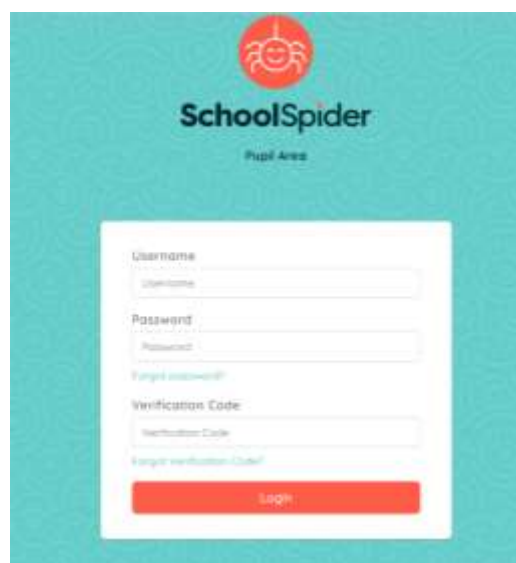 SchoolSpider
Pupil Area
Username
Username
Password
Password
Forgot password?
Verification Code
Verification Code
Forgot Verification Code?
Login